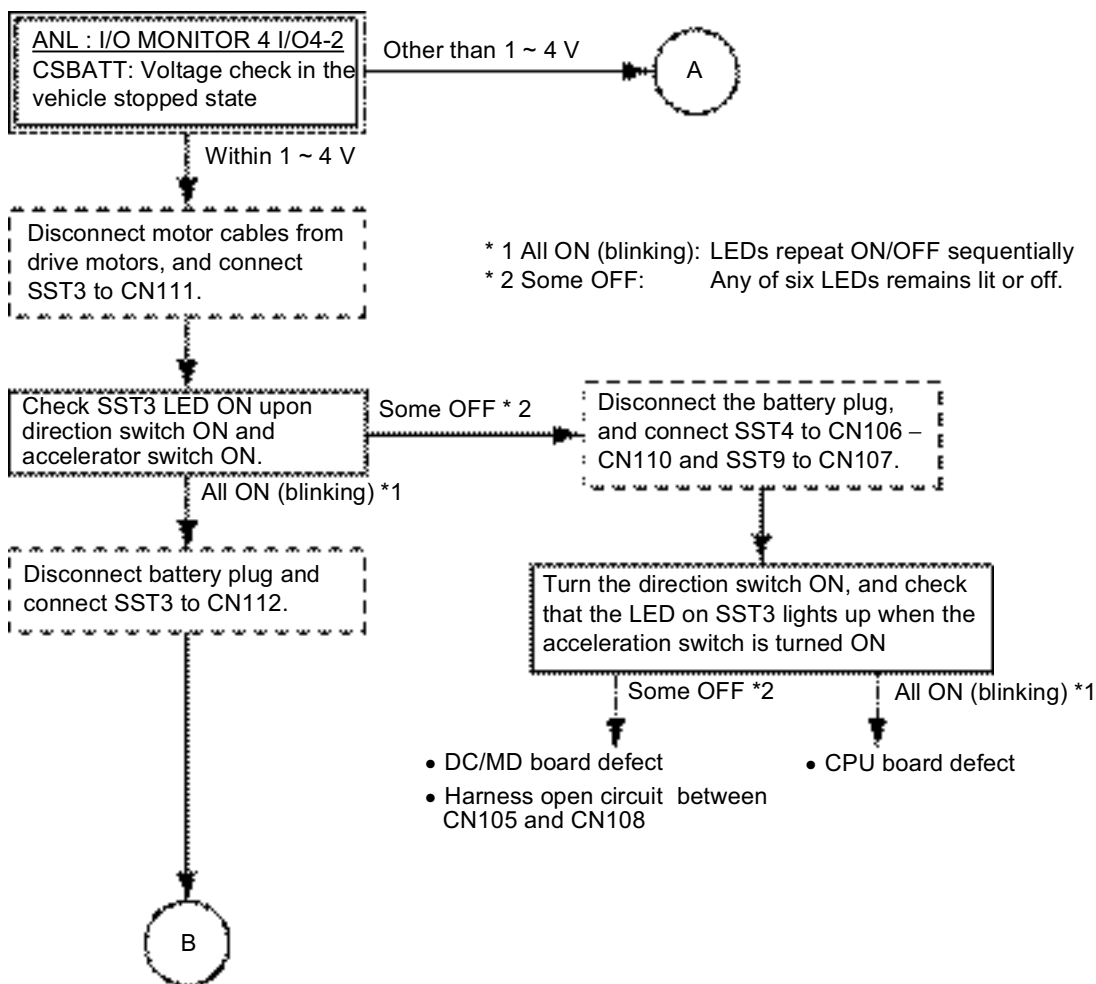 ANL : I/O MONITOR 4 I/O4-2
CSBATT: Voltage check in the
vehicle stopped state
Other than 1 ~ 4 V
A
Within 1 ~ 4 V
Disconnect motor cables from
drive motors, and connect
SST3 to CN111.
* 1 All ON (blinking): LEDs repeat ON/OFF sequentially
* 2 Some OFF: Any of six LEDs remains lit or off.
Check SST3 LED ON upon
direction switch ON and
accelerator switch ON.
Some OFF * 2
Disconnect the battery plug,
and connect SST4 to CN106 –
CN110 and SST9 to CN107.
All ON (blinking) *1
Disconnect battery plug and
connect SST3 to CN112.
Turn the direction switch ON, and check
that the LED on SST3 lights up when the
acceleration switch is turned ON
Some OFF *2
All ON (blinking) *1
• DC/MD board defect
• Harness open circuit between
CN105 and CN108
• CPU board defect
B